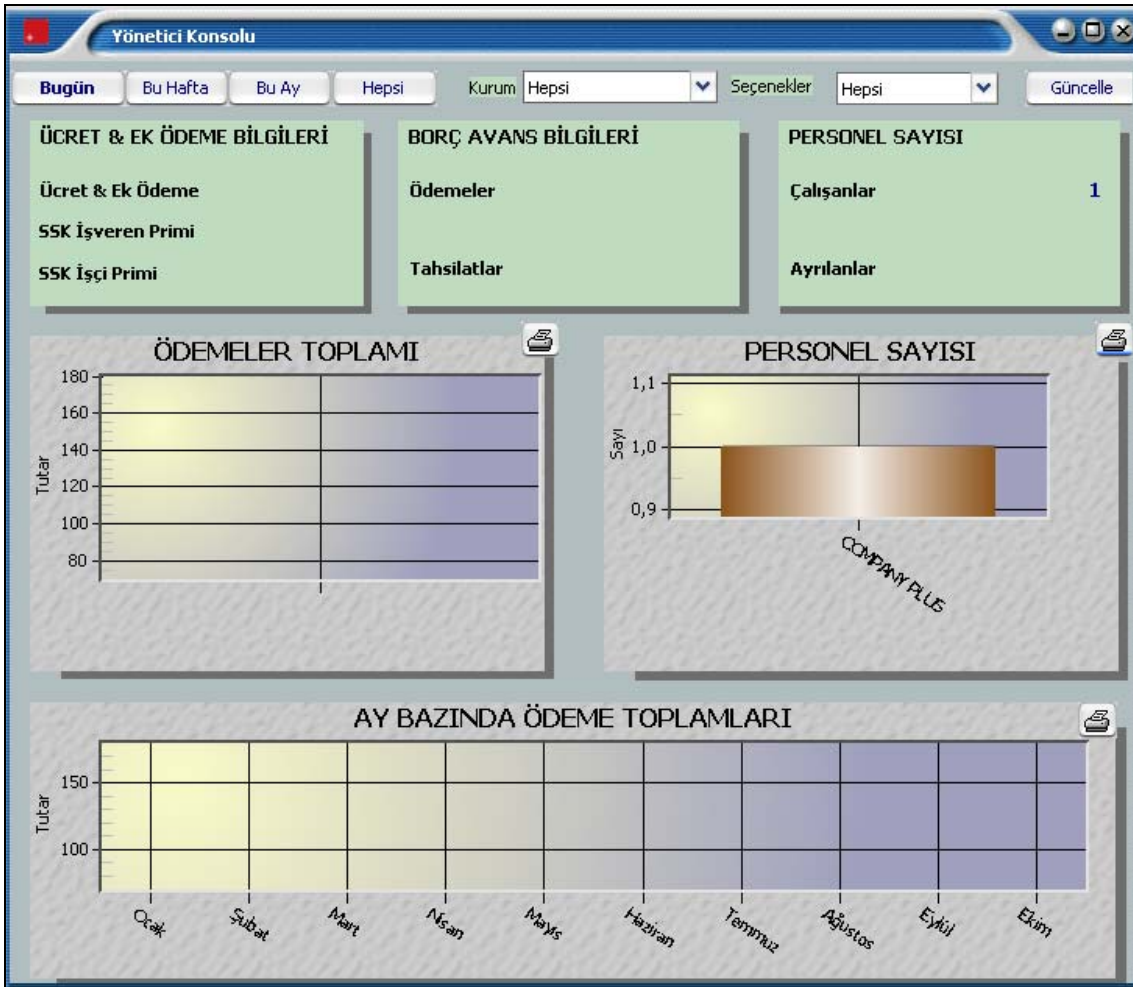 Yönetici Konsolu
Bugün Bu Hafta Bu Ay Hepsi Kurum Hepsi Seçenekler Hepsi Güncelle
ÜCRET & EK ÖDEME BİLGİLERİ
Ücret & Ek Ödeme
SSK İşveren Primi
SSK İşçi Primi
BORÇ AVANS BİLGİLERİ
Ödemeler
Tahsilatlar
PERSONEL SAYISI
Çalışanlar 1
Ayrılanlar
ÖDEMELER TOPLAMI
Tutar
180
160
140
120
100
80
PERSONEL SAYISI
Sayı
1,1
1,0
0,9
COMPANY PLUS
AY BAZINDA ÖDEME TOPLAMLARI
Tutar
150
100
Ocak Şubat Mart Nisan Mayıs Haziran Temmuz Ağustos Eylül Ekim